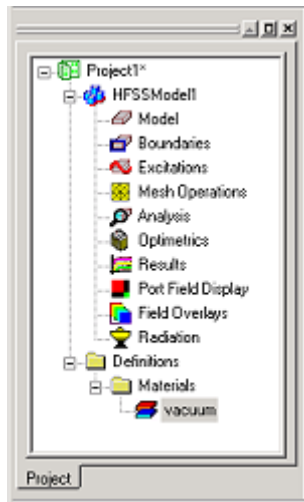 Project1*
HFSSModel1
Model
Boundaries
Excitations
Mesh Operations
Analysis
Optimetrics
Results
Port Field Display
Field Overlays
Radiation
Definitions
Materials
vacuum
Project